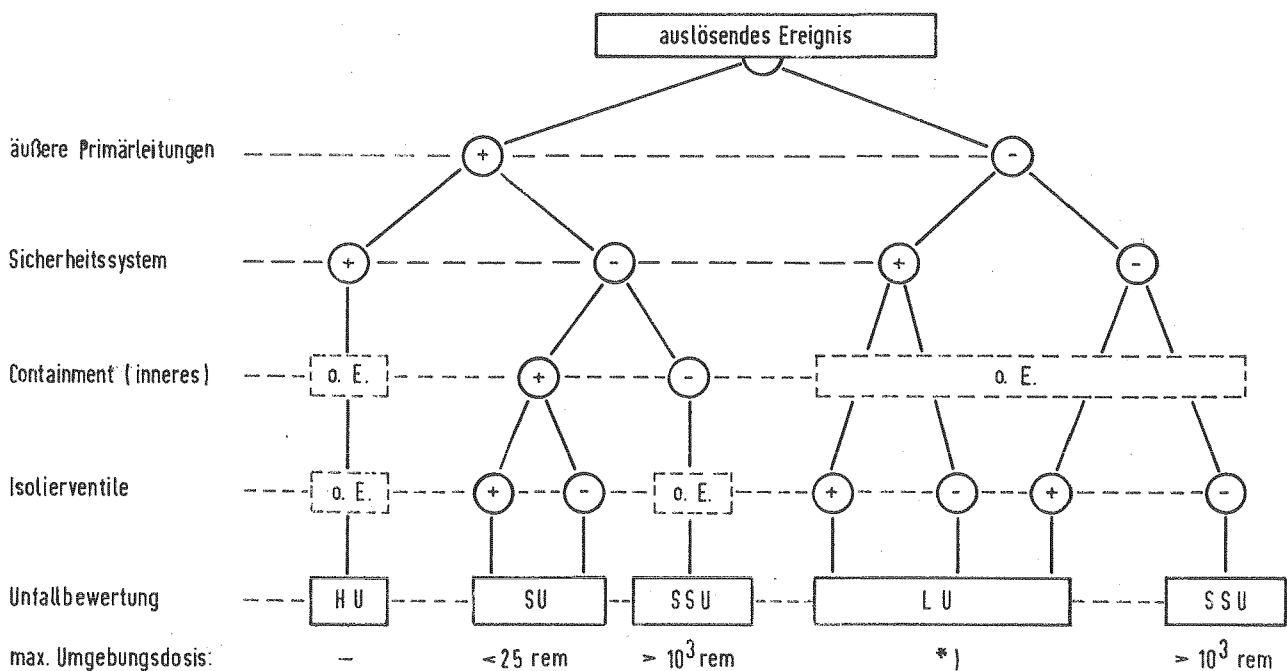 auslösendes Ereignis
äußere Primärleitungen + -
Sicherheitssystem + - + -
Containment (inneres) o. E. + - o. E.
Isolierventile o. E. + - o. E. + - + -
Unfallbewertung HU SU SSU LU SSU
max. Umgebungsdosis: – <25 rem > 10³ rem *) > 10³ rem